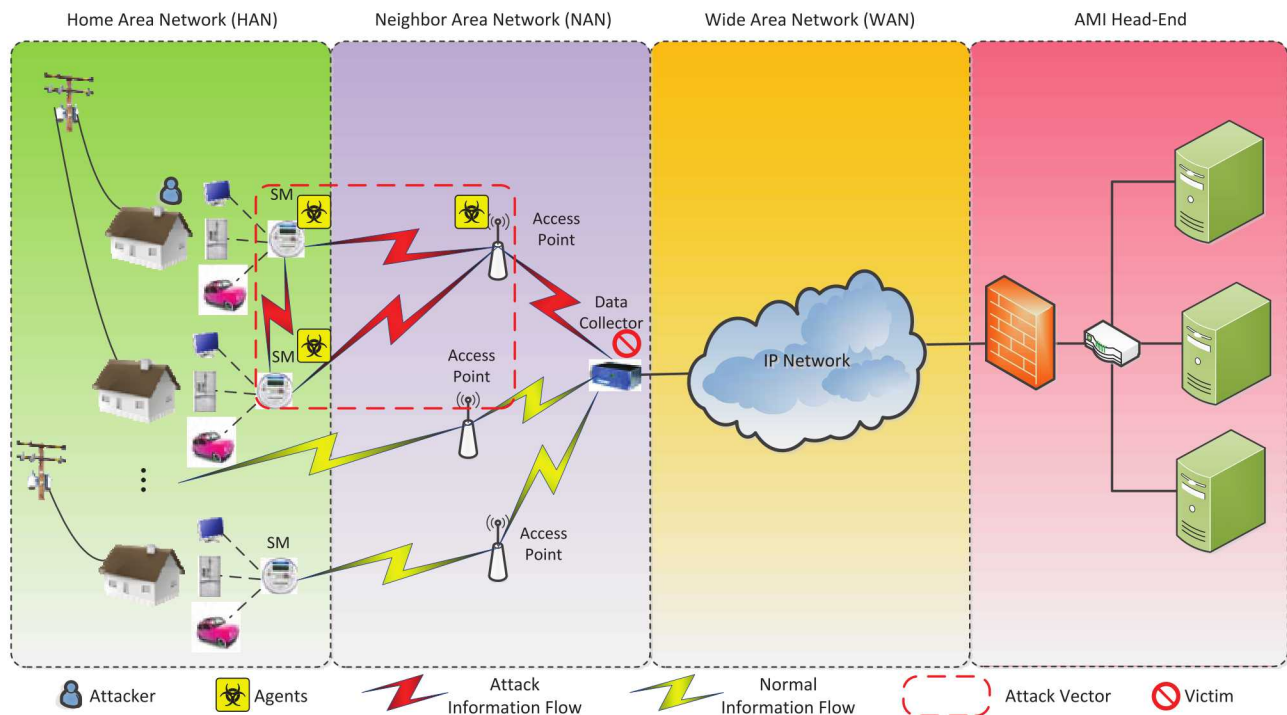 Home Area Network (HAN)
Neighbor Area Network (NAN)
Wide Area Network (WAN)
AMI Head-End
SM
Access
Point
Data
Collector
SM
Access
Point
IP Network
SM
Access
Point
Attacker
Agents
Attack
Information Flow
Normal
Information Flow
Attack Vector
Victim